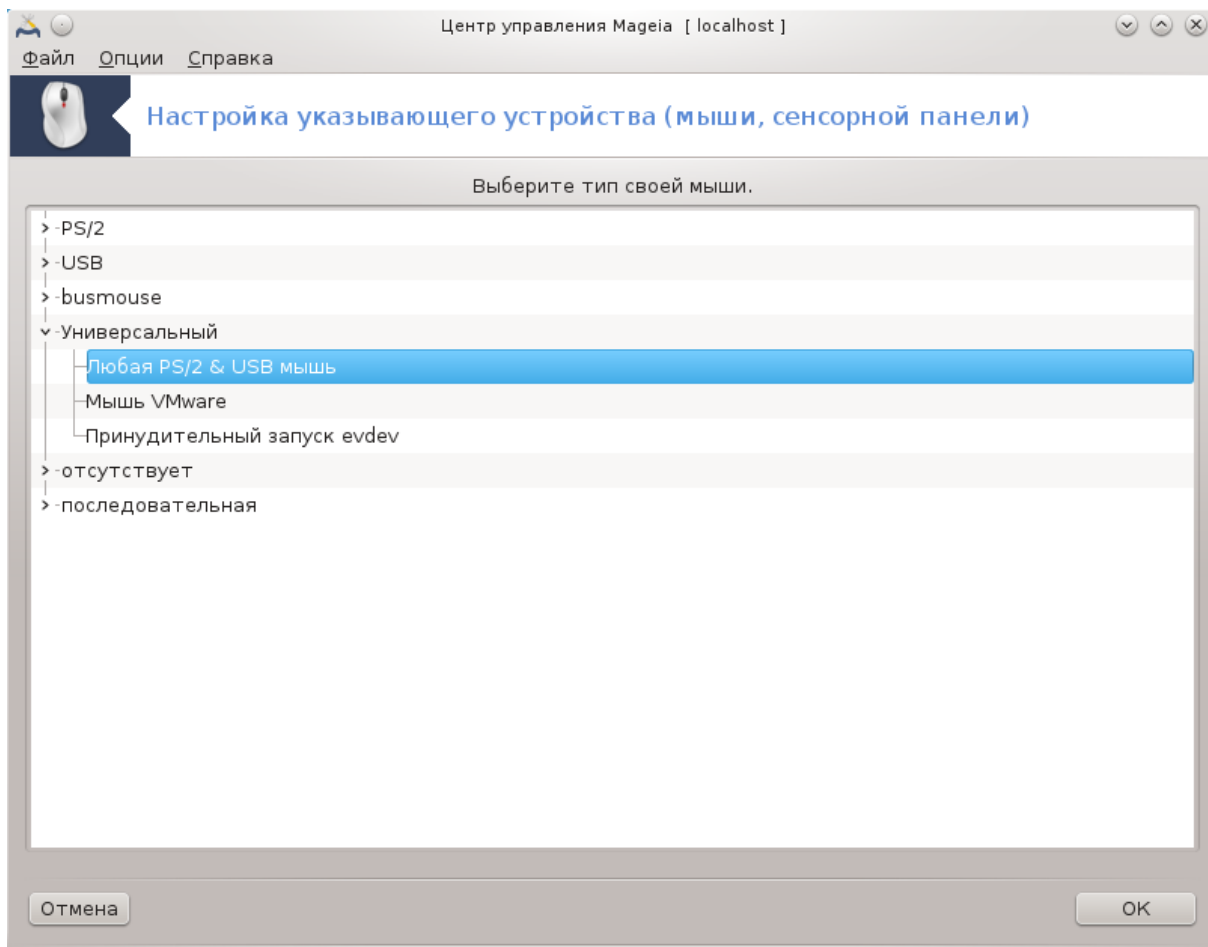 Центр управления Mageia [ localhost ]
Файл Опции Справка
Настройка указывающего устройства (мыши, сенсорной панели)
Выберите тип своей мыши.
PS/2
USB
busmouse
Универсальный
Любая PS/2 & USB мышь
Мышь VMware
Принудительный запуск evdev
отсутствует
последовательная
Отмена OK